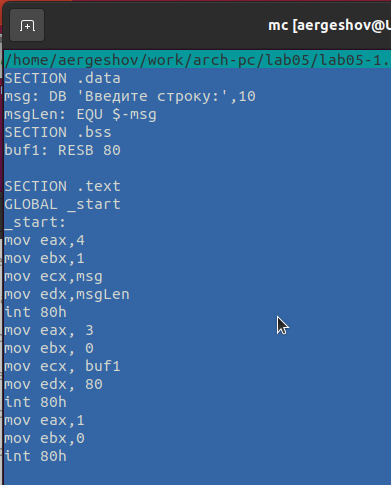 mc [aergeshov@U
/home/aergeshov/work/arch-pc/lab05/lab05-1.
SECTION .data
msg: DB 'Введите строку:',10
msgLen: EQU $-msg
SECTION .bss
buf1: RESB 80
SECTION .text
GLOBAL _start
_start:
mov eax,4
mov ebx,1
mov ecx,msg
mov edx,msgLen
int 80h
mov eax, 3
mov ebx, 0
mov ecx, buf1
mov edx, 80
int 80h
mov eax,1
mov ebx,0
int 80h